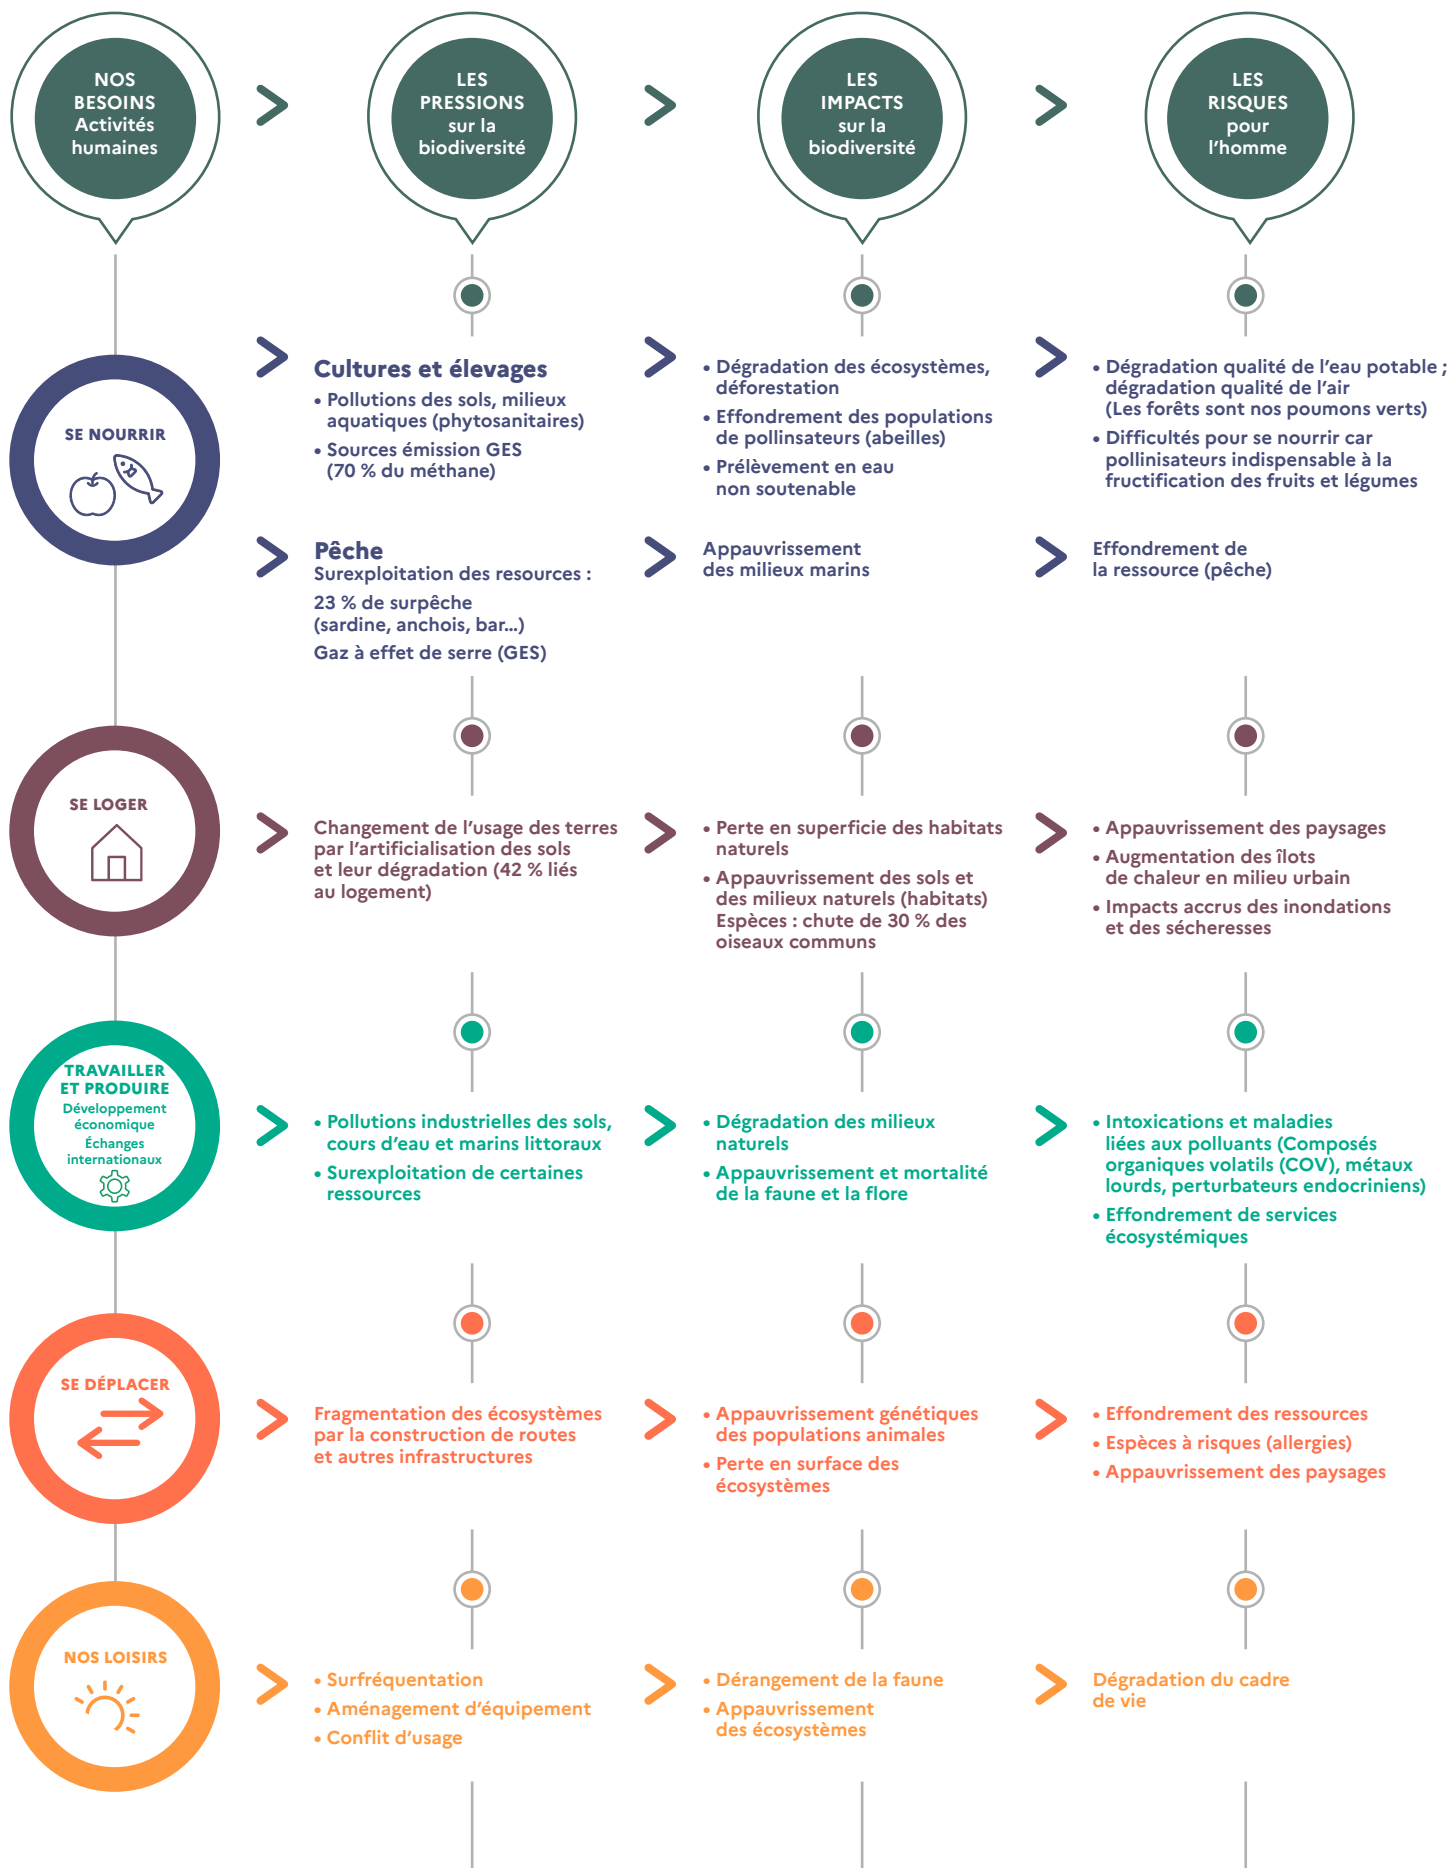 NOS
BESOINS
Activités
humaines
LES
PRESSIONS
sur la
biodiversité
LES
IMPACTS
sur la
biodiversité
LES
RISQUES
pour
l’homme
SE NOURRIR
Cultures et élevages
• Pollutions des sols, milieux
aquatiques (phytosanitaires)
• Sources émission GES
(70 % du méthane)
• Dégradation des écosystèmes,
déforestation
• Effondrement des populations
de pollinsateurs (abeilles)
• Prélèvement en eau
non soutenable
• Dégradation qualité de l’eau potable ;
dégradation qualité de l’air
(Les forêts sont nos poumons verts)
• Difficultés pour se nourrir car
pollinisateurs indispensable à la
fructification des fruits et légumes
Pêche
Surexploitation des resources :
23 % de surpêche
(sardine, anchois, bar...)
Gaz à effet de serre (GES)
Appauvrissement
des milieux marins
Effondrement de
la ressource (pêche)
SE LOGER
Changement de l’usage des terres
par l’artificialisation des sols
et leur dégradation (42 % liés
au logement)
• Perte en superficie des habitats
naturels
• Appauvrissement des sols et
des milieux naturels (habitats)
Espèces : chute de 30 % des
oiseaux communs
• Appauvrissement des paysages
• Augmentation des îlots
de chaleur en milieu urbain
• Impacts accrus des inondations
et des sécheresses
TRAVAILLER
ET PRODUIRE
Développement
économique
Échanges
internationaux
• Pollutions industrielles des sols,
cours d’eau et marins littoraux
• Surexploitation de certaines
ressources
• Dégradation des milieux
naturels
• Appauvrissement et mortalité
de la faune et la flore
• Intoxications et maladies
liées aux polluants (Composés
organiques volatils (COV), métaux
lourds, perturbateurs endocriniens)
• Effondrement de services
écosystémiques
SE DÉPLACER
Fragmentation des écosystèmes
par la construction de routes
et autres infrastructures
• Appauvrissement génétiques
des populations animales
• Perte en surface des
écosystèmes
• Effondrement des ressources
• Espèces à risques (allergies)
• Appauvrissement des paysages
NOS LOISIRS
• Surfréquentation
• Aménagement d’équipement
• Conflit d’usage
• Dérangement de la faune
• Appauvrissement
des écosystèmes
Dégradation du cadre
de vie